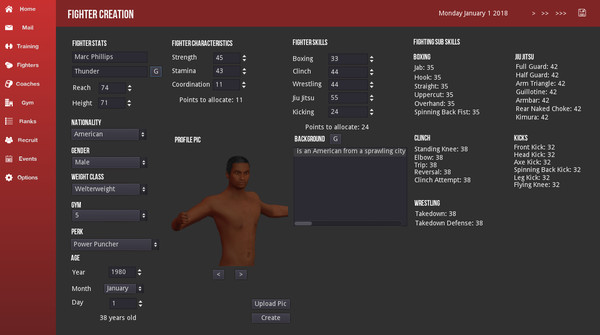 Home
Mail
Training
Fighters
Coaches
Gym
Ranks
Recruit
Events
Options
FIGHTER CREATION
Monday January 1 2018
> >> >>>
FIGHTER STATS
Marc Phillips
Thunder G
Reach 74
Height 71
NATIONALITY
American
GENDER
Male
WEIGHT CLASS
Welterweight
GYM
5
PERK
Power Puncher
AGE
Year 1980
Month January
Day 1
38 years old
FIGHTER CHARACTERISTICS
Strength 45
Stamina 43
Coordination 11
Points to allocate: 11
PROFILE PIC
< >
Upload Pic
Create
FIGHTER SKILLS
Boxing 33
Clinch 44
Wrestling 44
Jiu Jitsu 55
Kicking 24
Points to allocate: 24
BACKGROUND G
is an American from a sprawling city
FIGHTING SUB SKILLS
BOXING
Jab: 35
Hook: 35
Straight: 35
Uppercut: 35
Overhand: 35
Spinning Back Fist: 35
CLINCH
Standing Knee: 38
Elbow: 38
Trip: 38
Reversal: 38
Clinch Attempt: 38
WRESTLING
Takedown: 38
Takedown Defense: 38
JIU JITSU
Full Guard: 42
Half Guard: 42
Arm Triangle: 42
Guillotine: 42
Armbar: 42
Rear Naked Choke: 42
Kimura: 42
KICKS
Front Kick: 32
Head Kick: 32
Axe Kick: 32
Spinning Back Kick: 32
Leg Kick: 32
Flying Knee: 32